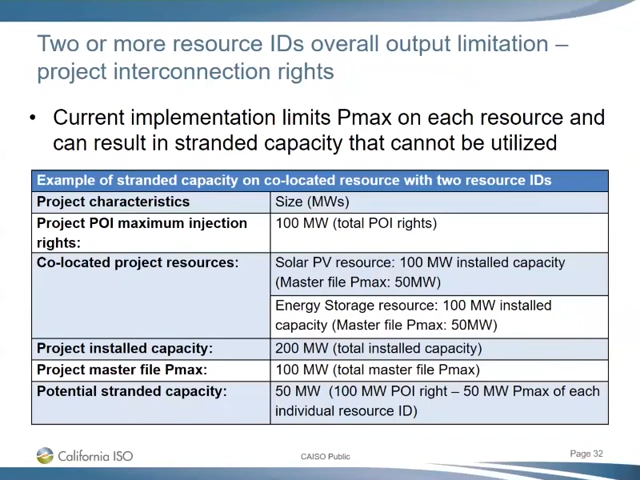 Two or more resource IDs overall output limitation –
project interconnection rights
• Current implementation limits Pmax on each resource and
can result in stranded capacity that cannot be utilized
Example of stranded capacity on co-located resource with two resource IDs
Project characteristics
Size (MWs)
Project POI maximum injection
rights:
100 MW (total POI rights)
Co-located project resources:
Solar PV resource: 100 MW installed capacity
(Master file Pmax: 50MW)
Energy Storage resource: 100 MW installed
capacity (Master file Pmax: 50MW)
Project installed capacity:
200 MW (total installed capacity)
Project master file Pmax:
100 MW (total master file Pmax)
Potential stranded capacity:
50 MW (100 MW POI right – 50 MW Pmax of each
individual resource ID)
California ISO
CAISO Public
Page 32